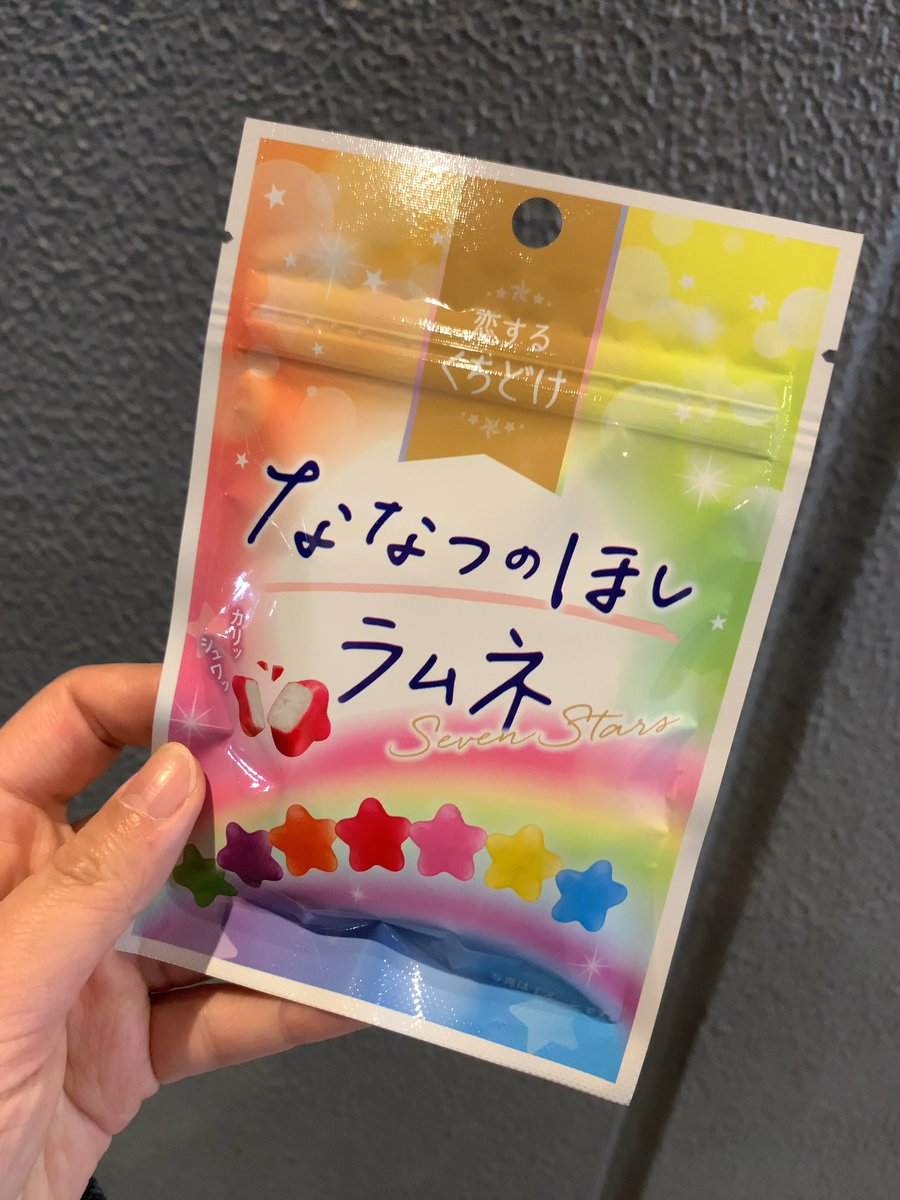 恋する
くちどけ
ななつのほし
ラムネ
Seven Stars
カリッ
シュワッ